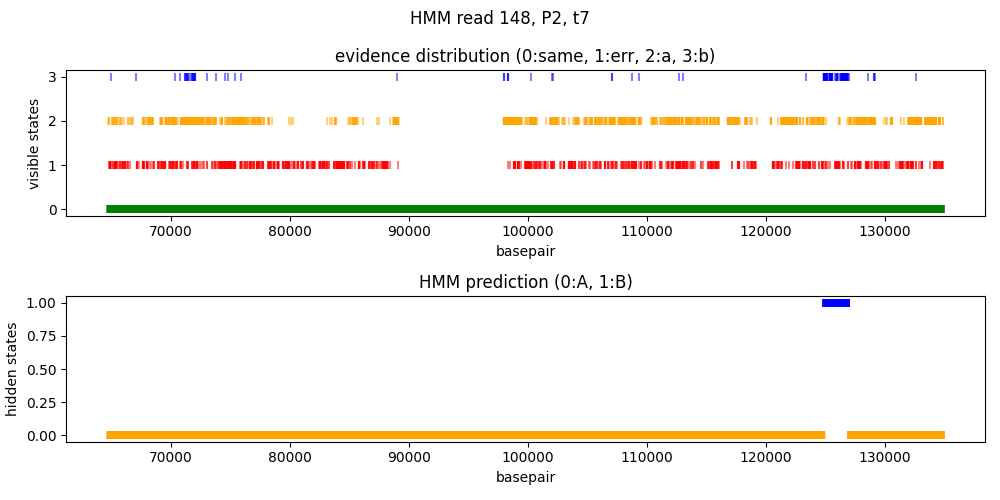 HMM read 148, P2, t7
evidence distribution (0:same, 1:err, 2:a, 3:b)
visible states
3
2
1
0
70000 80000 90000 100000 110000 120000 130000
basepair
HMM prediction (0:A, 1:B)
hidden states
1.00
0.75
0.50
0.25
0.00
70000 80000 90000 100000 110000 120000 130000
basepair